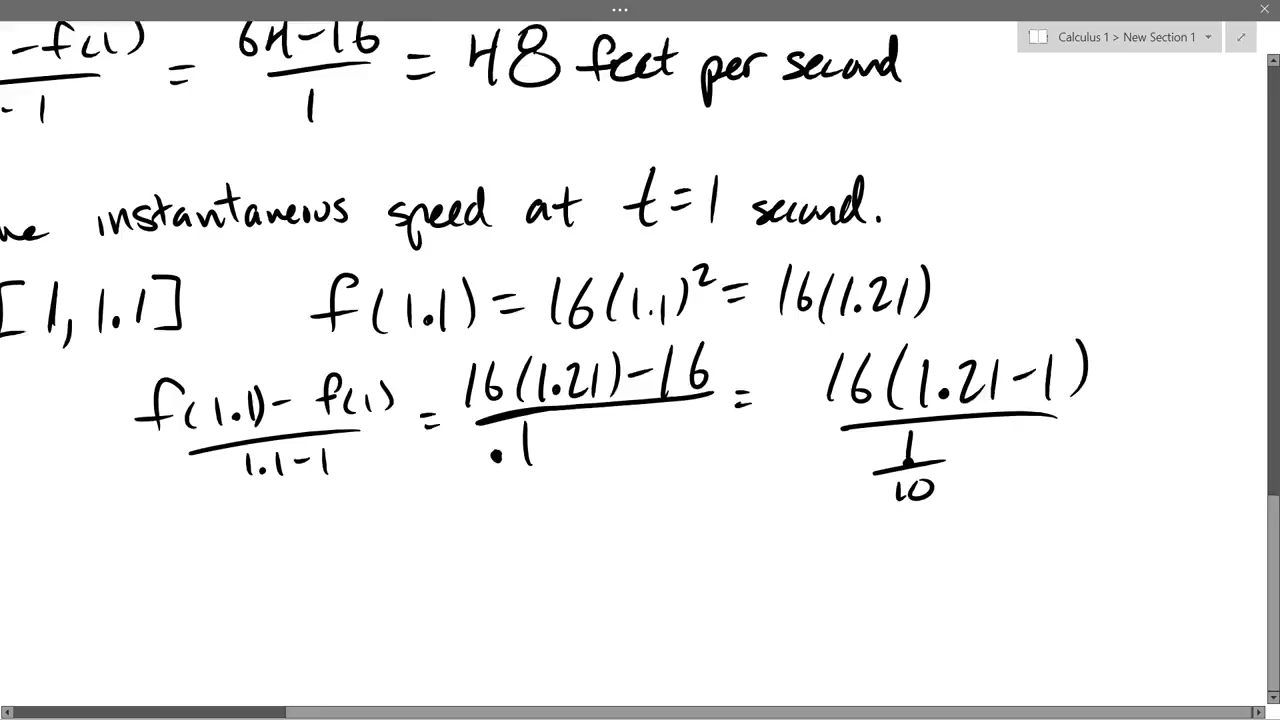 Calculus 1 > New Section 1
-f(1) / -1 = 64-16 / 1 = 48 feet per second
instantaneous speed at t=1 second.
[1, 1.1] f(1.1) = 16(1.1)² = 16(1.21)
f(1.1) - f(1) / 1.1-1 = 16(1.21)-16 / .1 = 16(1.21-1) / 1/10